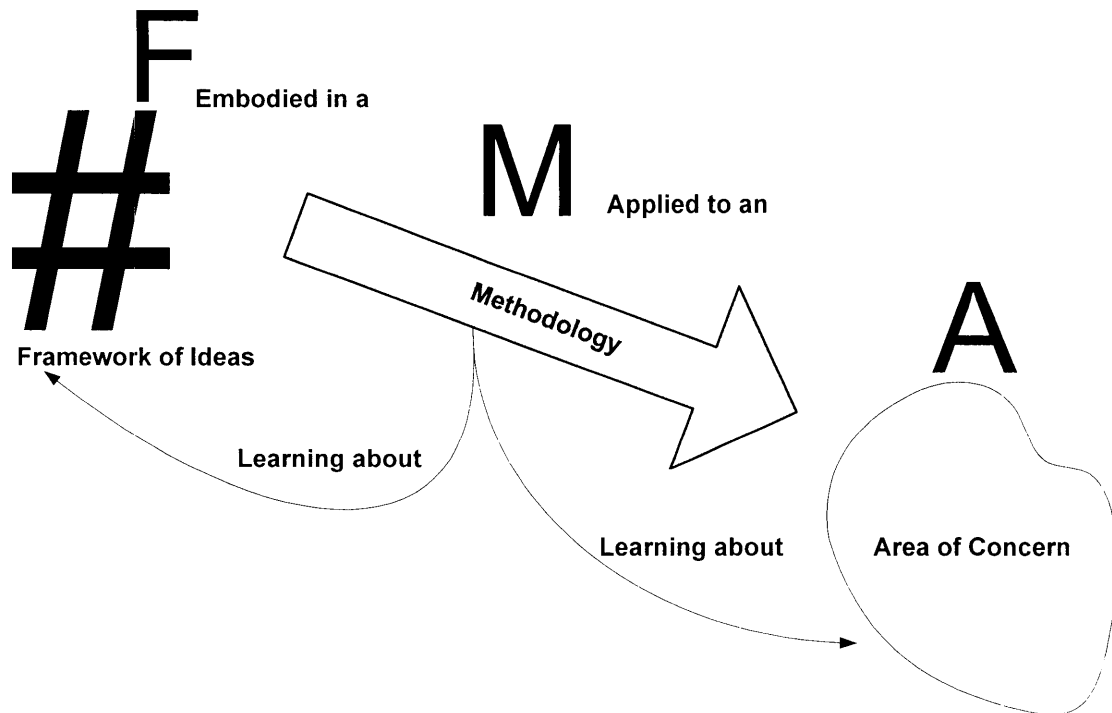 F
Embodied in a
#
M
Applied to an
Methodology
Framework of Ideas
A
Learning about
Learning about
Area of Concern